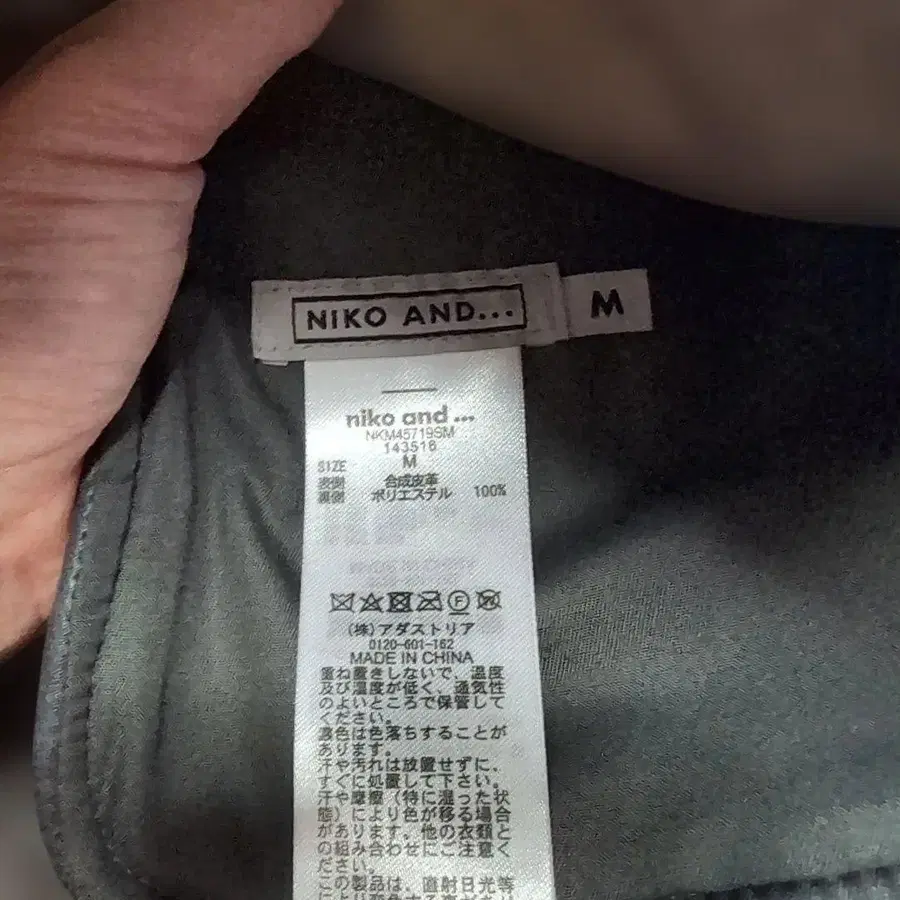 NIKO AND...
M
niko and ...
NKM45719SM
143516
SIZE M
表側 合成皮革
裏側 ポリエステル 100%
(株)アダストリア
0120-601-162
MADE IN CHINA
重ね置きしないで、温度
及び湿度が低く、通気性
のよいところで保管して
ください。
濃色は色落ちすることが
あります。
汗や汚れは放置せずに、
すぐに処置して下さい。
汗や摩擦(特に湿った状
態)により色が移る場合
があります。他の衣類と
の組み合わせにご注意く
ださい。
この製品は、直射日光等